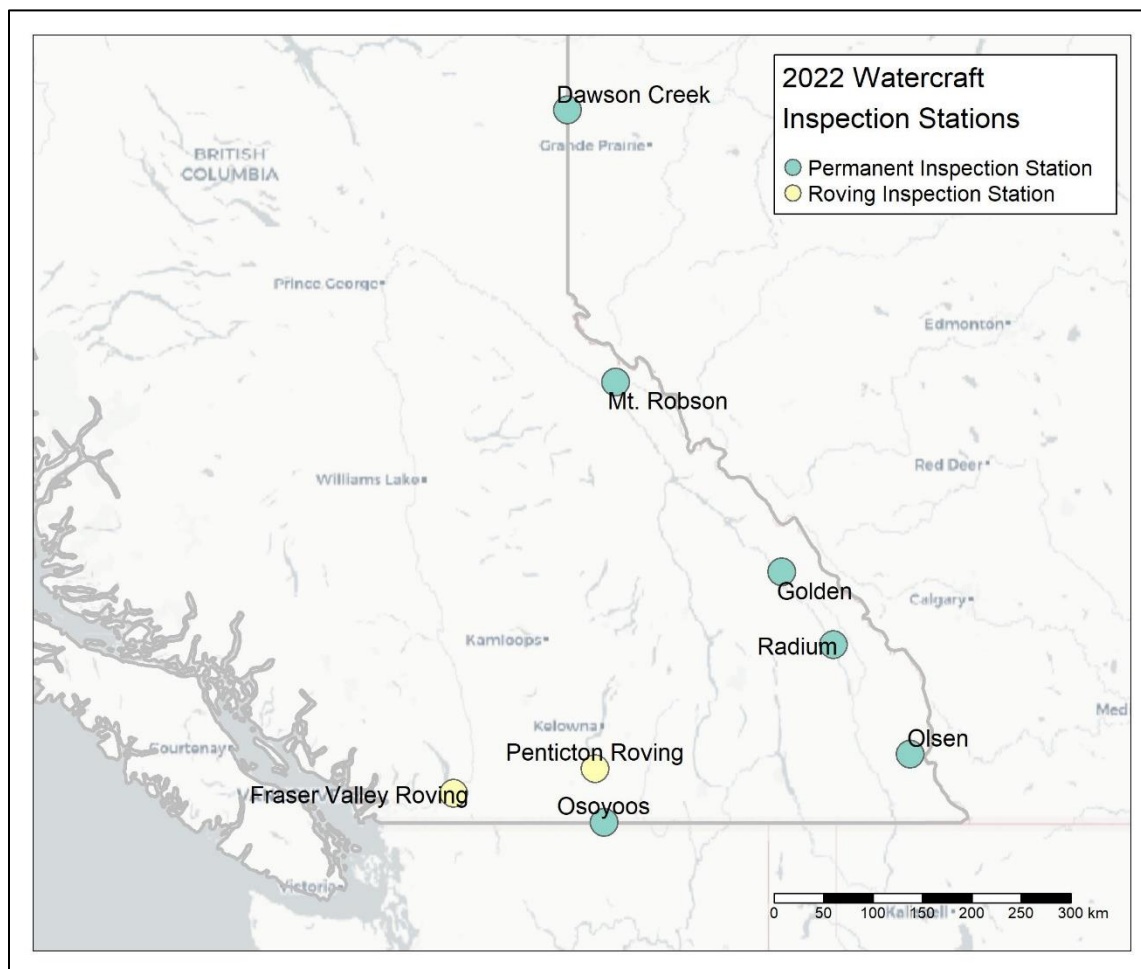 2022 Watercraft
Inspection Stations
Permanent Inspection Station
Roving Inspection Station
Dawson Creek
Grande Prairie
BRITISH
COLUMBIA
Prince George
Edmonton
Mt. Robson
Red Deer
Williams Lake
Golden
Calgary
Kamloops
Radium
Med
Kelowna
Olsen
Courtenay
Penticton Roving
Fraser Valley Roving
Osoyoos
Victoria
0 50 100 150 200 250 300 km